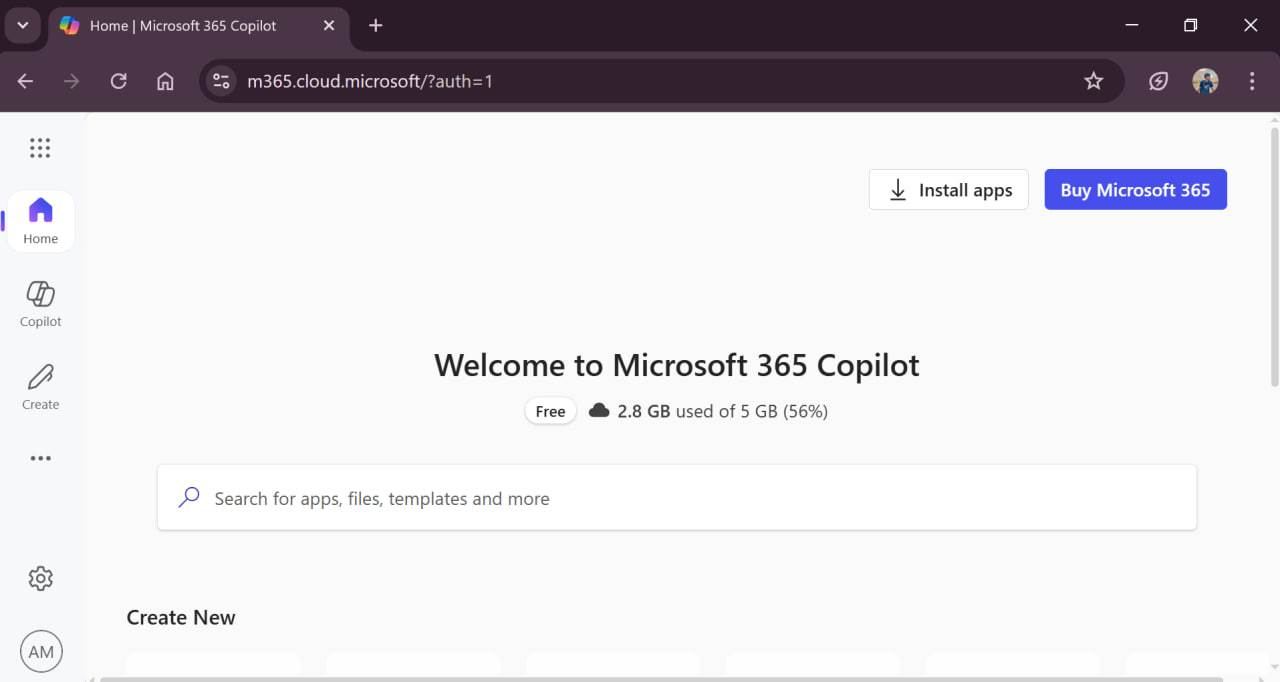 Home | Microsoft 365 Copilot
m365.cloud.microsoft/?auth=1
Install apps
Buy Microsoft 365
Home
Copilot
Create
Welcome to Microsoft 365 Copilot
Free 2.8 GB used of 5 GB (56%)
Search for apps, files, templates and more
Create New
AM